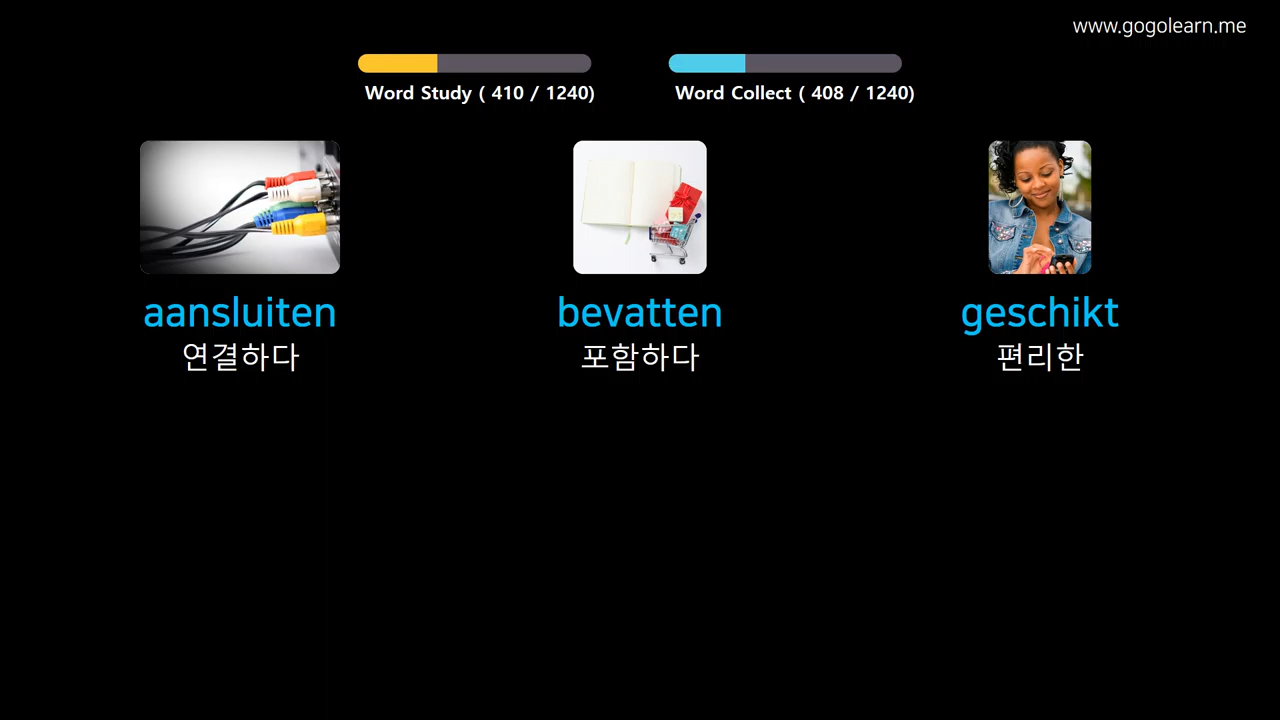 www.gogolearn.me
Word Study ( 410 / 1240)
Word Collect ( 408 / 1240)
aansluiten
연결하다
bevatten
포함하다
geschikt
편리한